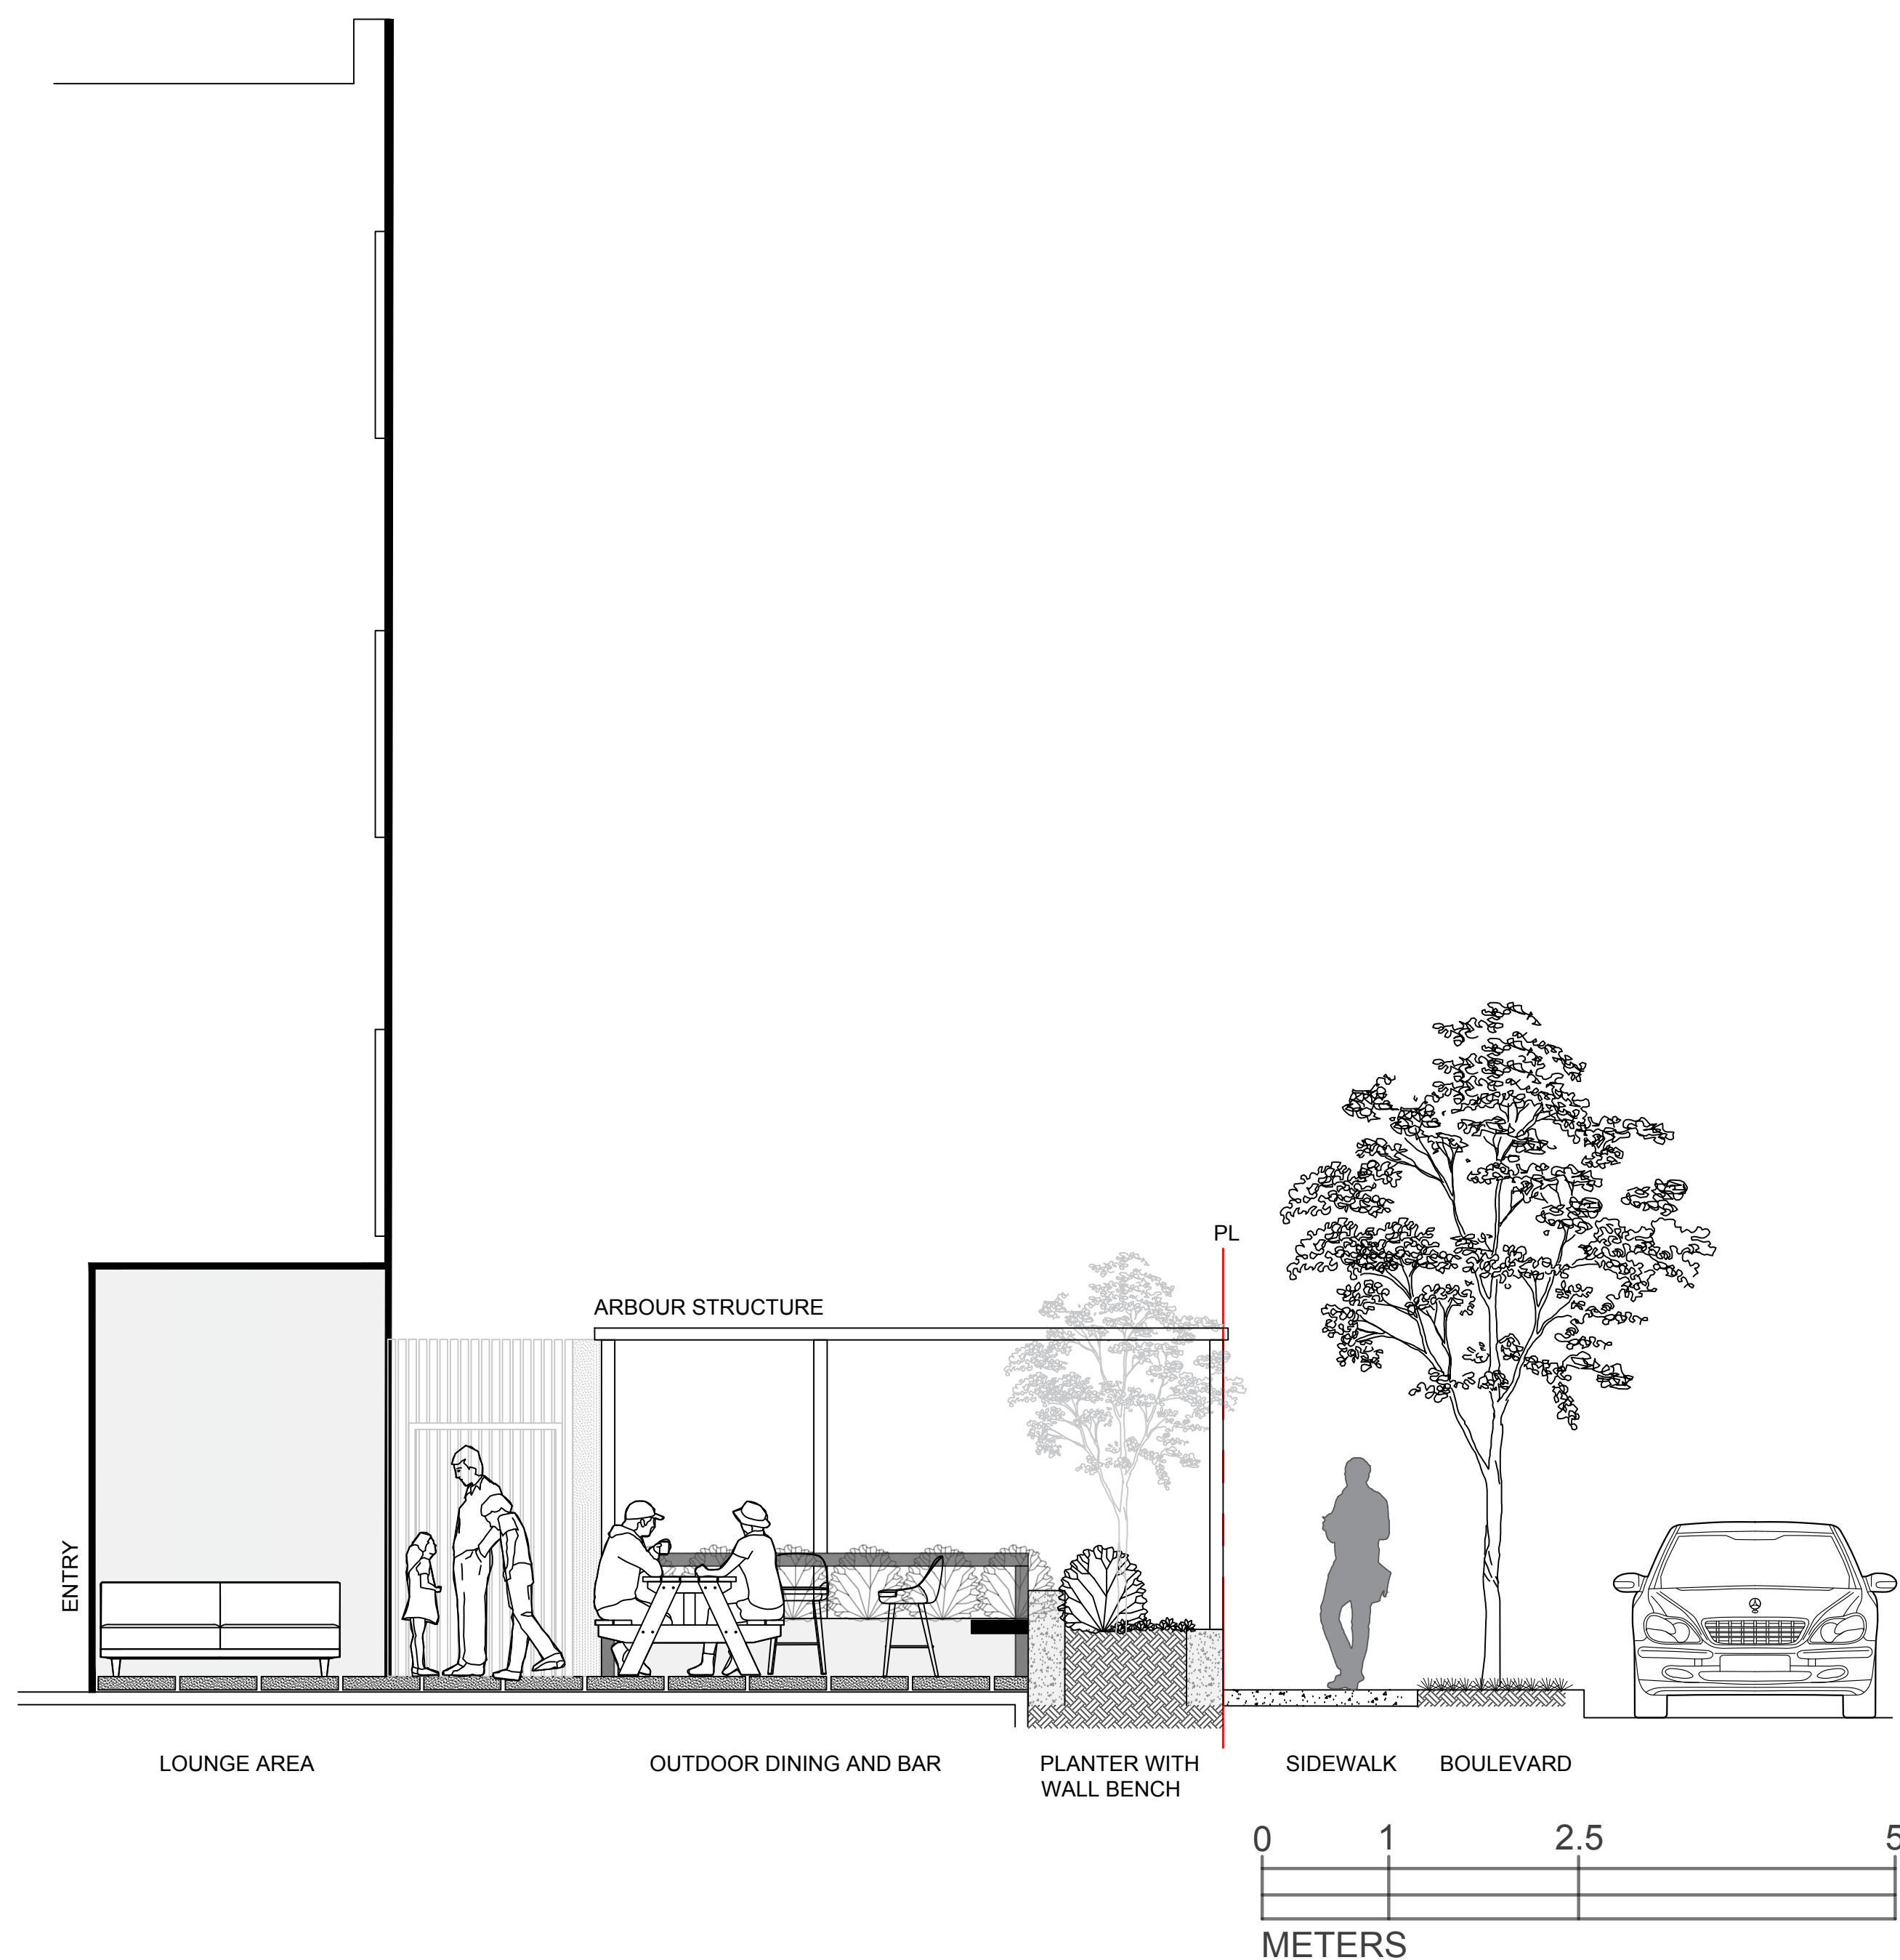 PL
ARBOUR STRUCTURE
ENTRY
LOUNGE AREA
OUTDOOR DINING AND BAR
PLANTER WITH
WALL BENCH
SIDEWALK
BOULEVARD
0 1 2.5 5
METERS